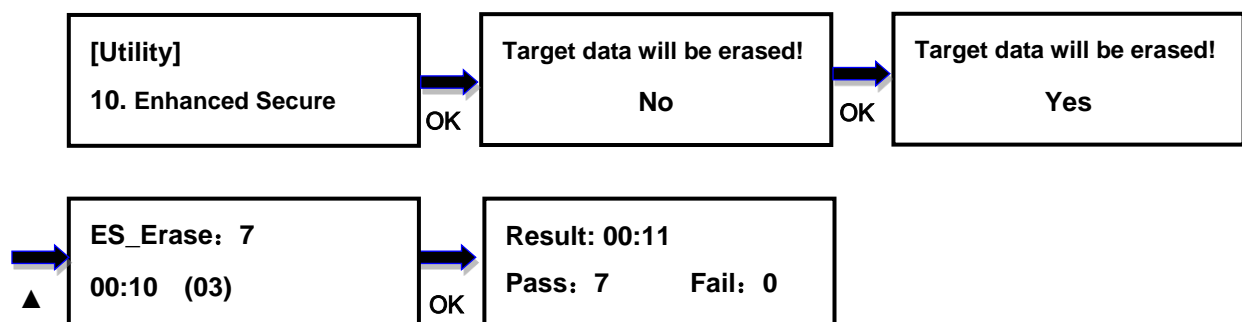 [Utility]
10. Enhanced Secure
OK
Target data will be erased!
No
OK
Target data will be erased!
Yes
▲
ES_Erase：7
00:10 (03)
OK
Result: 00:11
Pass：7 Fail：0